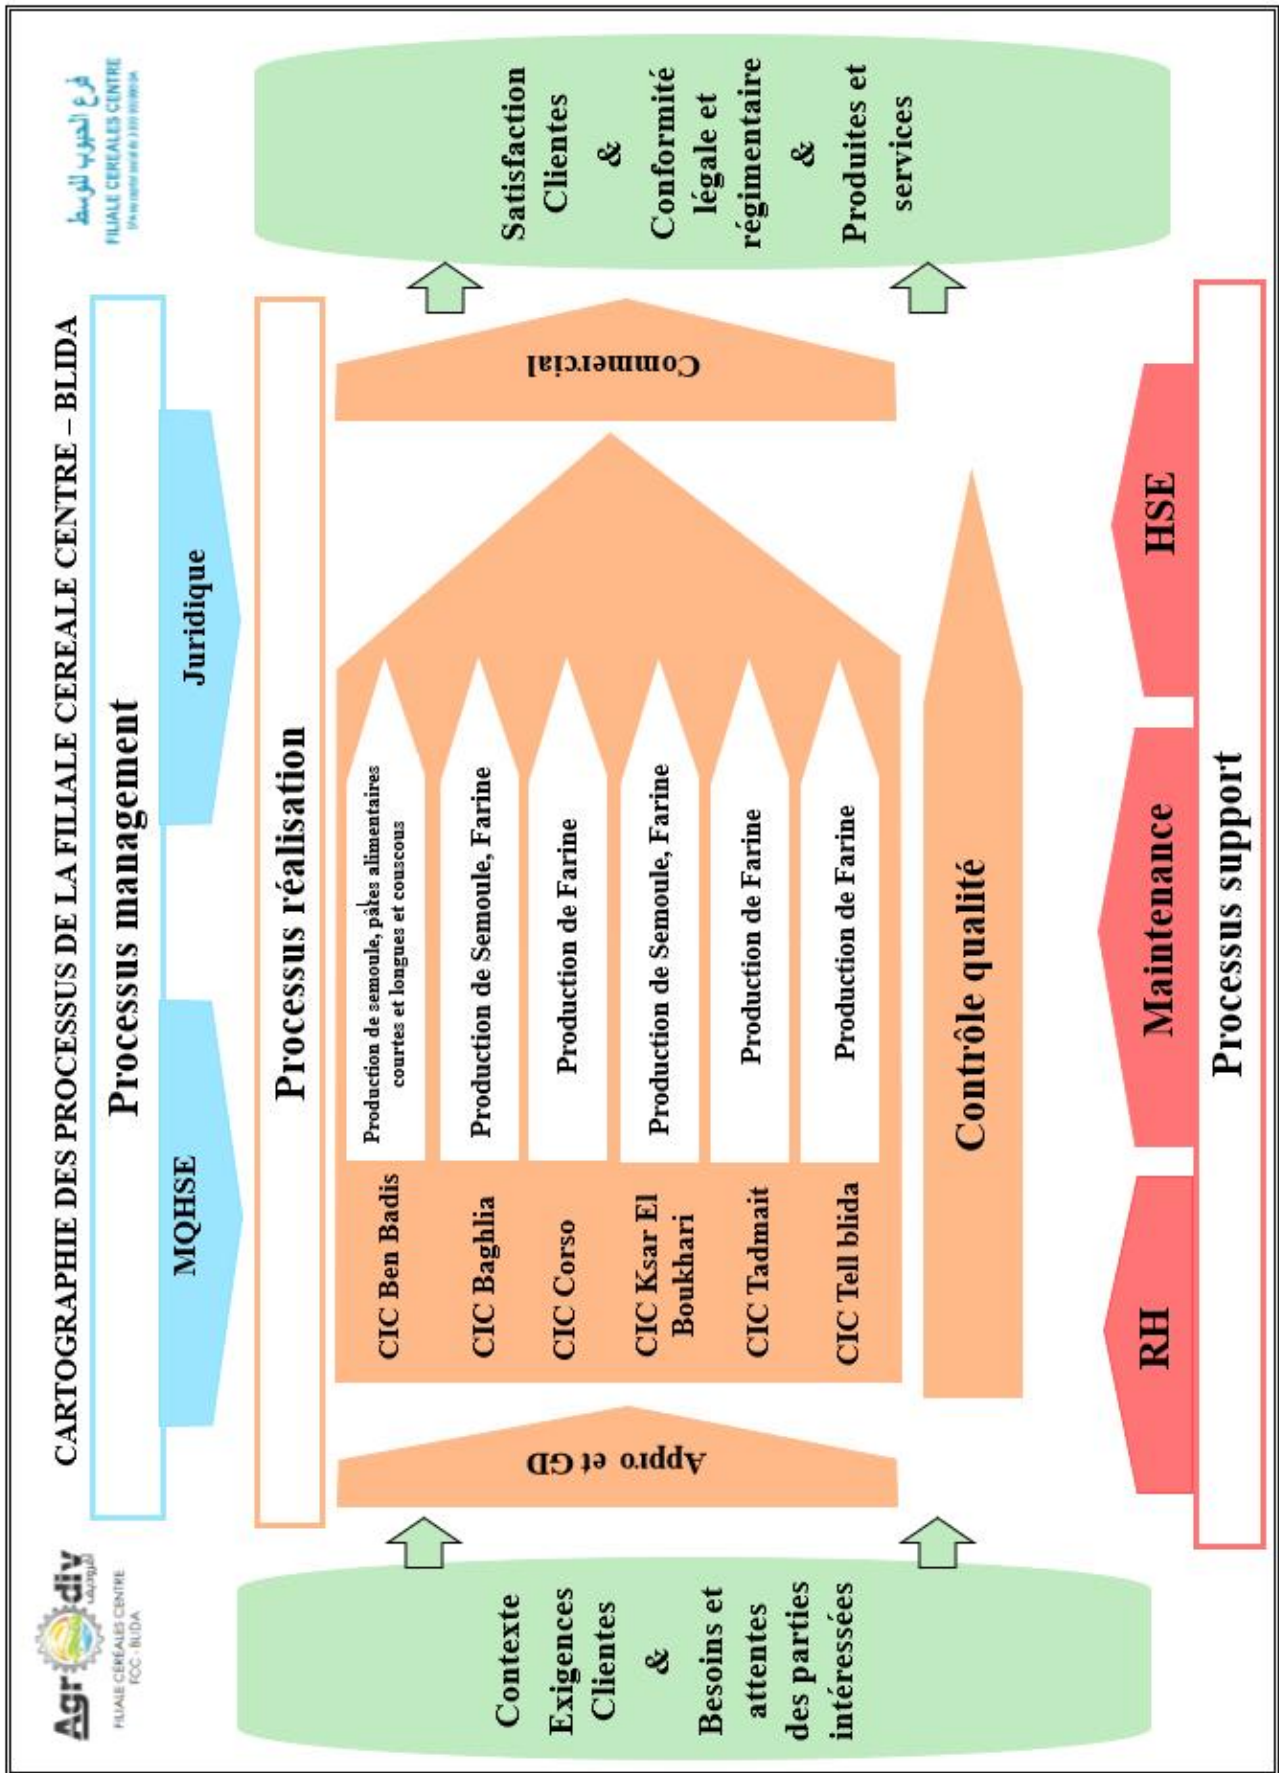 Agrodiv
أقروديف
FILIALE CEREALES CENTRE
FCC - BLIDA
CARTOGRAPHIE DES PROCESSUS DE LA FILIALE CEREALE CENTRE – BLIDA
فرع الحبوب للوسط
FILIALE CEREALES CENTRE
Processus management
MQHSE
Juridique
Processus réalisation
Contexte
Exigences
Clientes
&
Besoins et
attentes
des parties
intéressées
Appro et GD
CIC Ben Badis
Production de semoule, pâtes alimentaires
courtes et longues et couscous
CIC Baghlia
Production de Semoule, Farine
CIC Corso
Production de Farine
CIC Ksar El
Boukhari
Production de Semoule, Farine
CIC Tadmait
Production de Farine
CIC Tell blida
Production de Farine
Commercial
Contrôle qualité
Satisfaction
Clientes
&
Conformité
légale et
régimentaire
&
Produites et
services
RH
Maintenance
HSE
Processus support